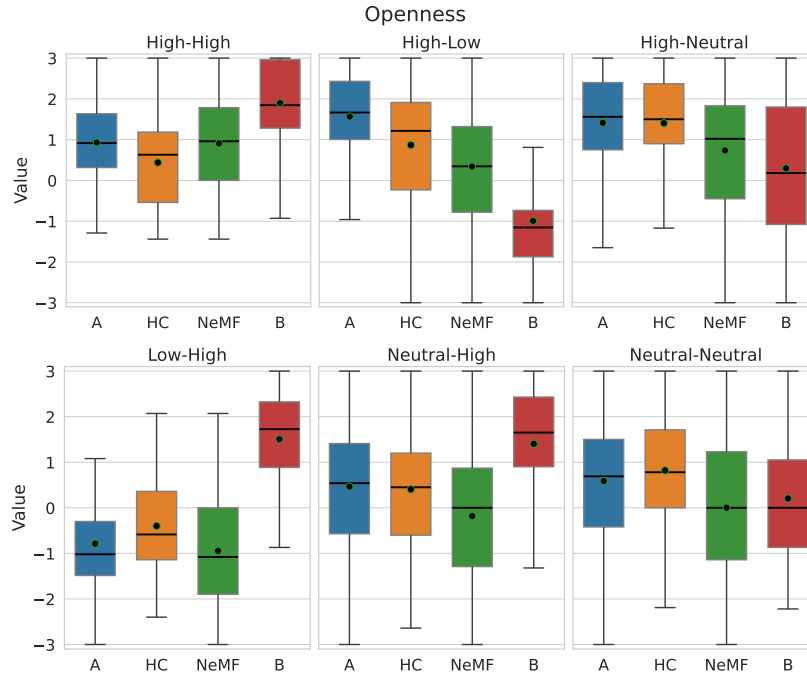 Openness
High-High High-Low High-Neutral
3
2
1
0
−1
−2
−3
Value
A HC NeMF B A HC NeMF B A HC NeMF B
Low-High Neutral-High Neutral-Neutral
3
2
1
0
−1
−2
−3
Value
A HC NeMF B A HC NeMF B A HC NeMF B